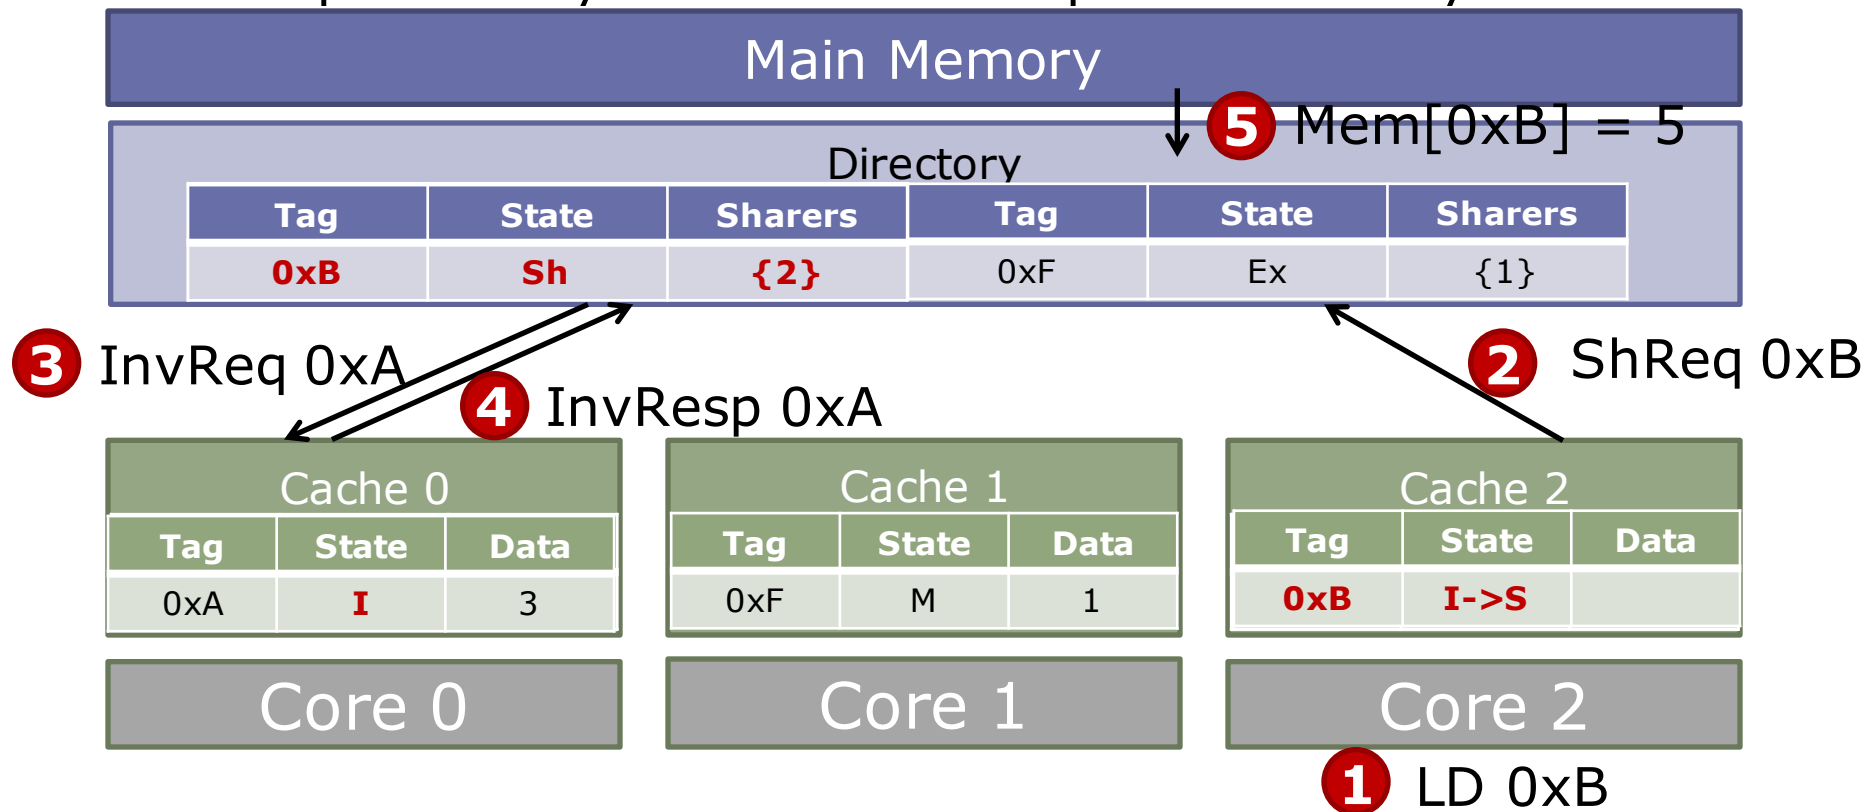 Main Memory
5 Mem[0xB] = 5
Directory
Tag State Sharers Tag State Sharers
0xB Sh {2} 0xF Ex {1}
3 InvReq 0xA
2 ShReq 0xB
4 InvResp 0xA
Cache 0
Tag State Data
0xA I 3
Cache 1
Tag State Data
0xF M 1
Cache 2
Tag State Data
0xB I->S
Core 0
Core 1
Core 2
1 LD 0xB